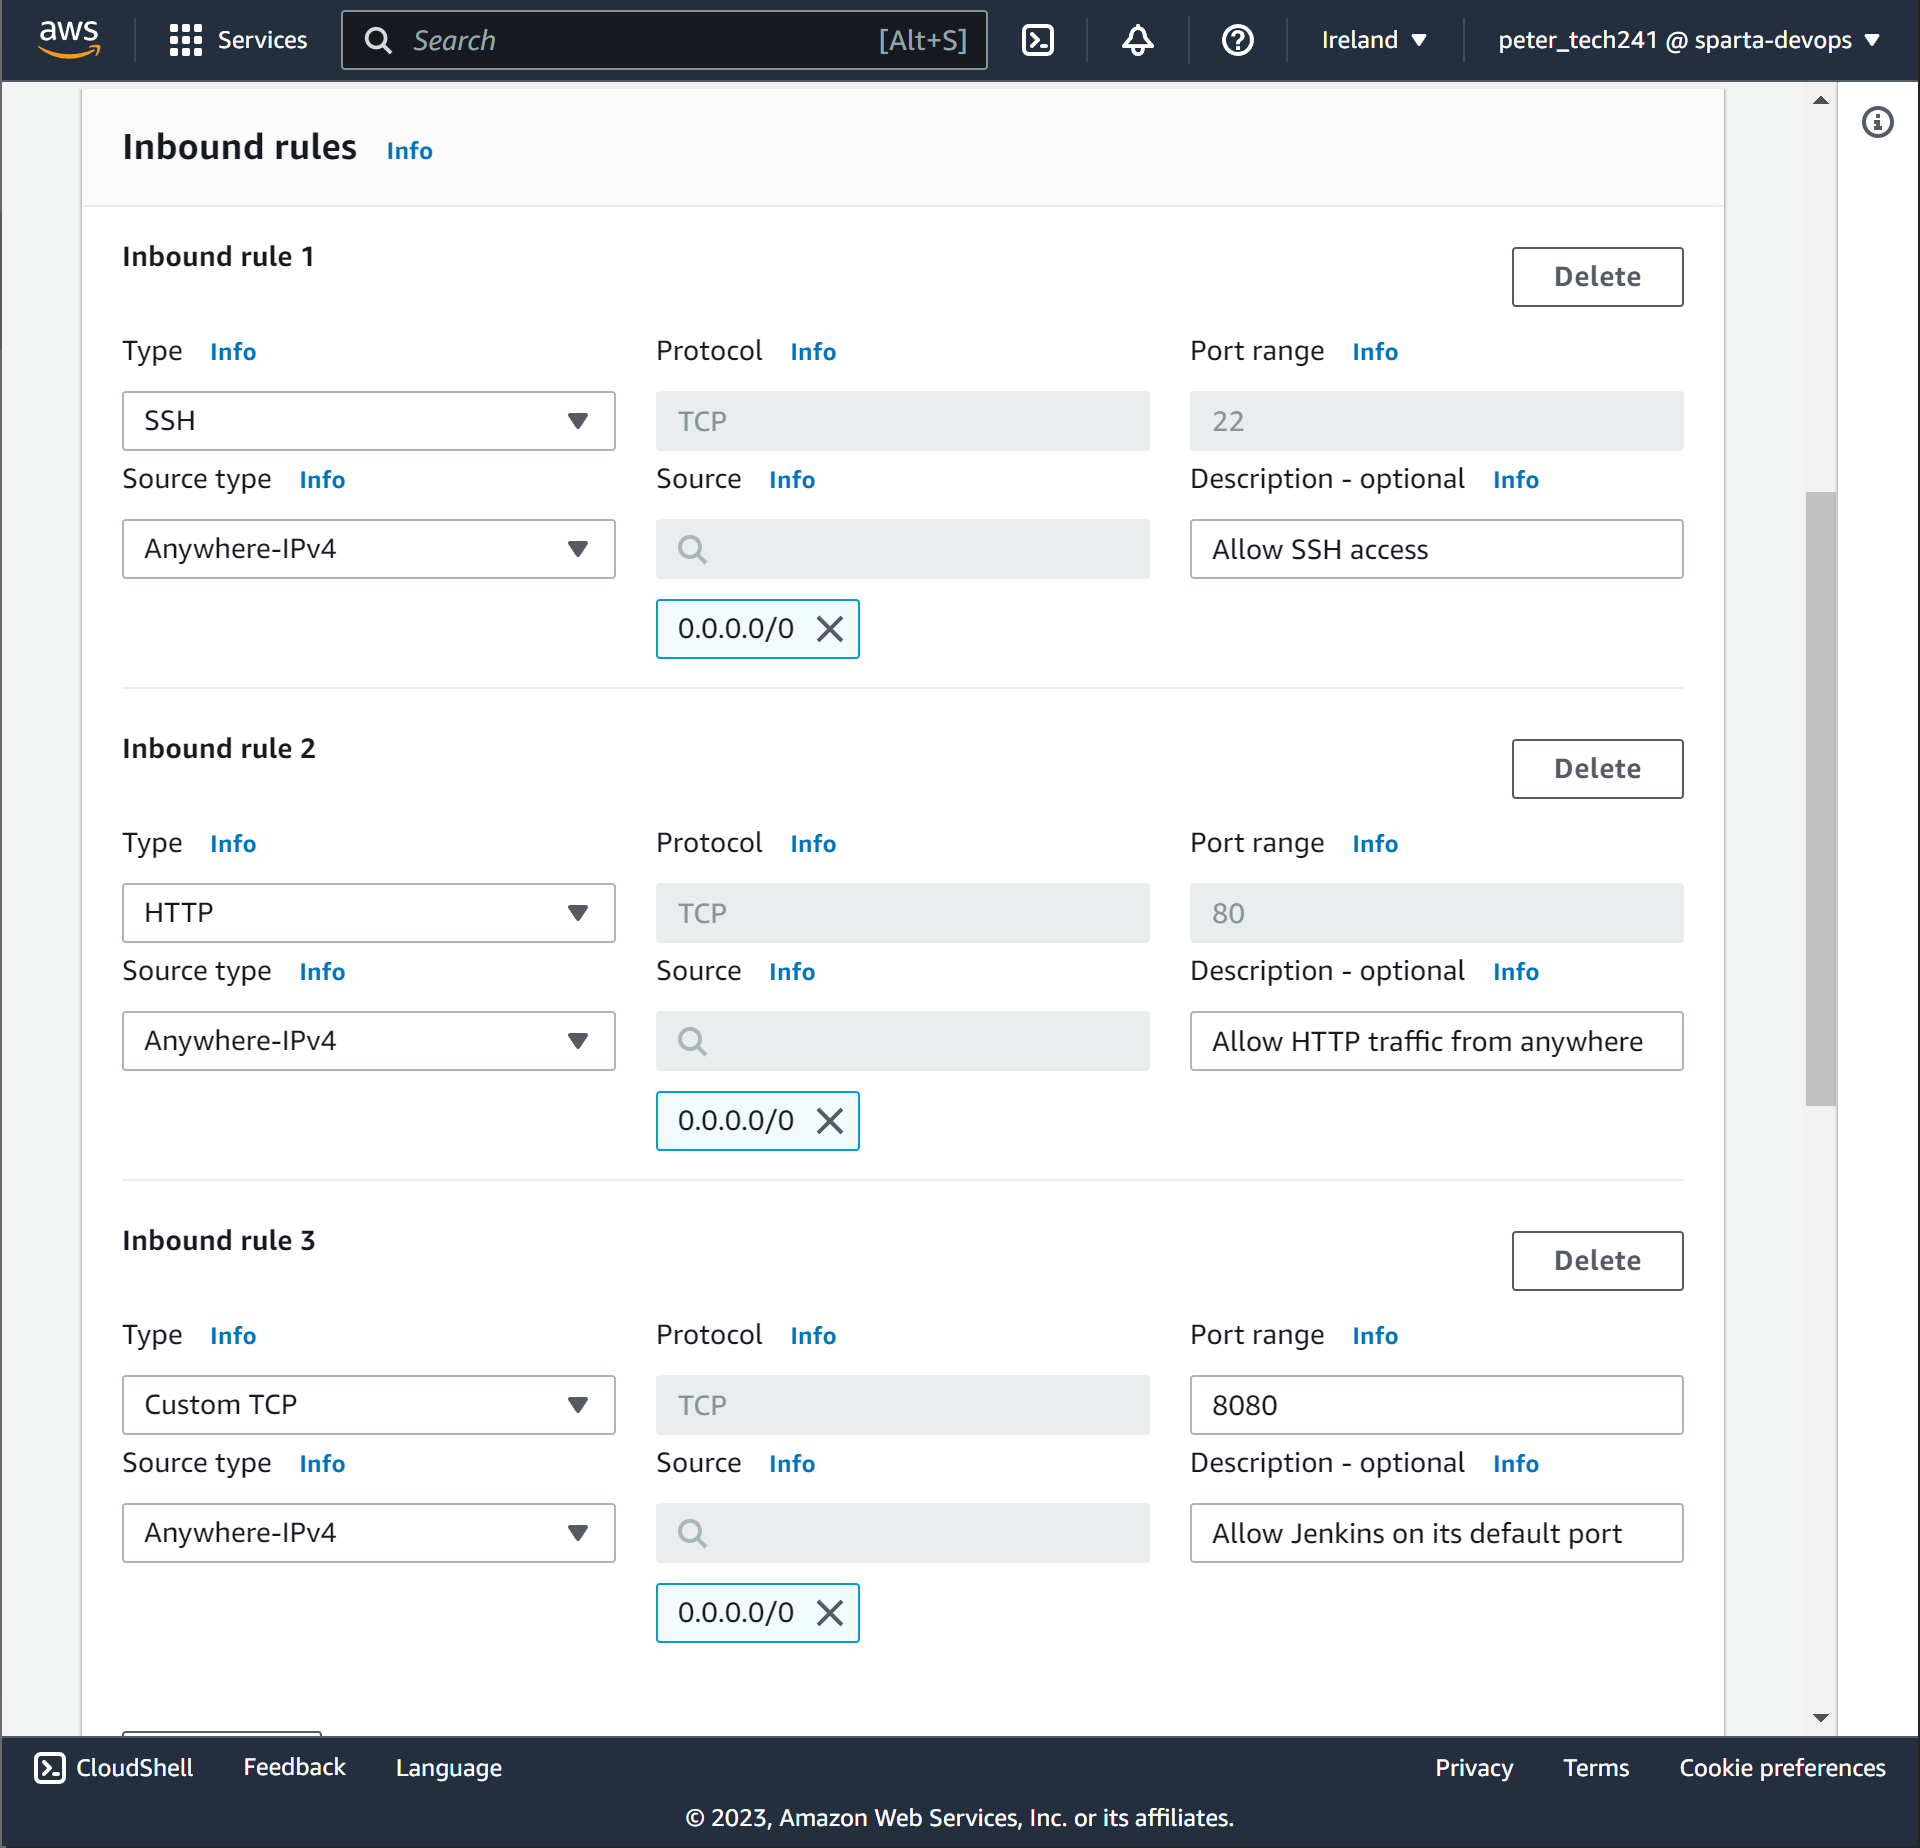 aws Services Search [Alt+S] Ireland peter_tech241 @ sparta-devops
Inbound rules Info
Inbound rule 1
Delete
Type Info Protocol Info Port range Info
SSH TCP 22
Source type Info Source Info Description - optional Info
Anywhere-IPv4 Allow SSH access
0.0.0.0/0
Inbound rule 2
Delete
Type Info Protocol Info Port range Info
HTTP TCP 80
Source type Info Source Info Description - optional Info
Anywhere-IPv4 Allow HTTP traffic from anywhere
0.0.0.0/0
Inbound rule 3
Delete
Type Info Protocol Info Port range Info
Custom TCP TCP 8080
Source type Info Source Info Description - optional Info
Anywhere-IPv4 Allow Jenkins on its default port
0.0.0.0/0
CloudShell Feedback Language Privacy Terms Cookie preferences
© 2023, Amazon Web Services, Inc. or its affiliates.